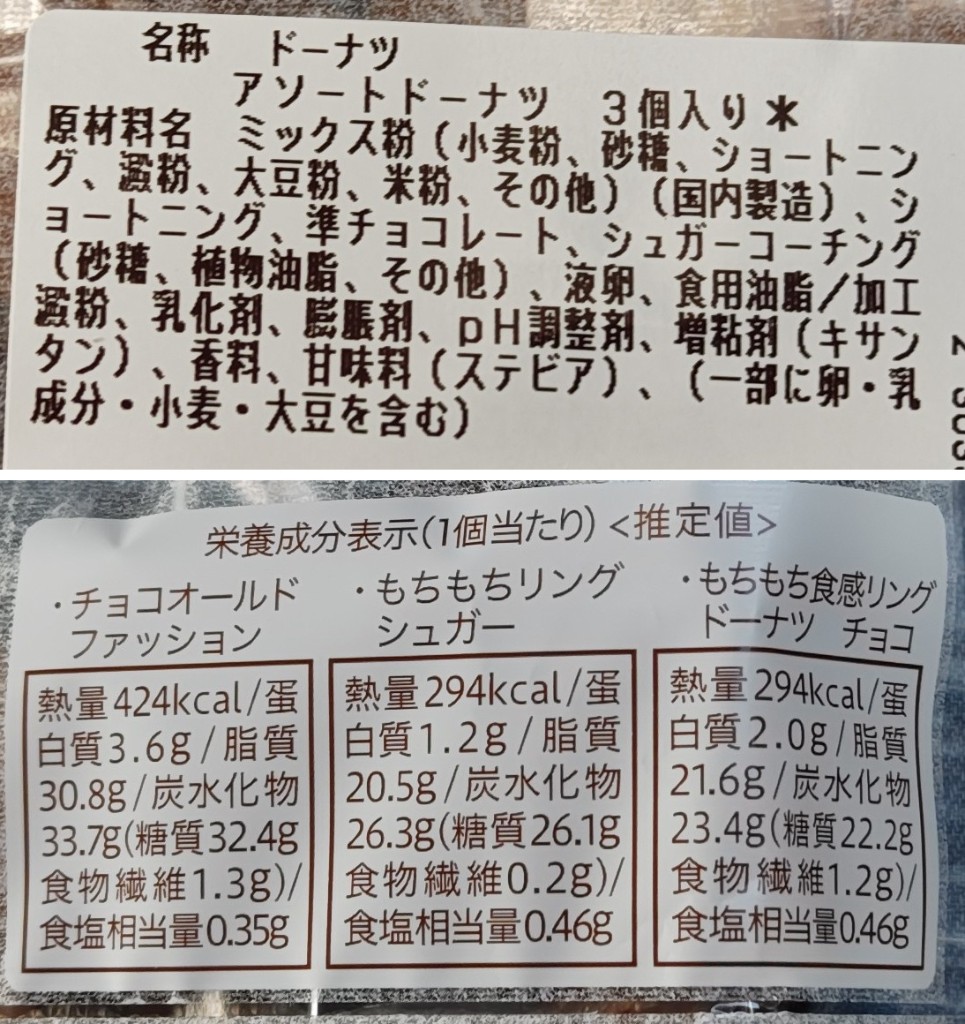 名称 ドーナツ
アソートドーナツ 3個入り＊
原材料名 ミックス粉（小麦粉、砂糖、ショートニン
グ、澱粉、大豆粉、米粉、その他）（国内製造）、シ
ョートニング、準チョコレート、シュガーコーチング
（砂糖、植物油脂、その他）、液卵、食用油脂／加工
澱粉、乳化剤、膨脹剤、pH調整剤、増粘剤（キサン
タン）、香料、甘味料（ステビア）、（一部に卵・乳
成分・小麦・大豆を含む）
栄養成分表示(1個当たり) <推定値>
・チョコオールド
ファッション
熱量424kcal/蛋
白質3.6g/脂質
30.8g/炭水化物
33.7g(糖質32.4g
食物繊維1.3g)/
食塩相当量0.35g
・もちもちリング
シュガー
熱量294kcal/蛋
白質1.2g/脂質
20.5g/炭水化物
26.3g(糖質26.1g
食物繊維0.2g)/
食塩相当量0.46g
・もちもち食感リング
ドーナツ チョコ
熱量294kcal/蛋
白質2.0g/脂質
21.6g/炭水化物
23.4g(糖質22.2g
食物繊維1.2g)/
食塩相当量0.46g